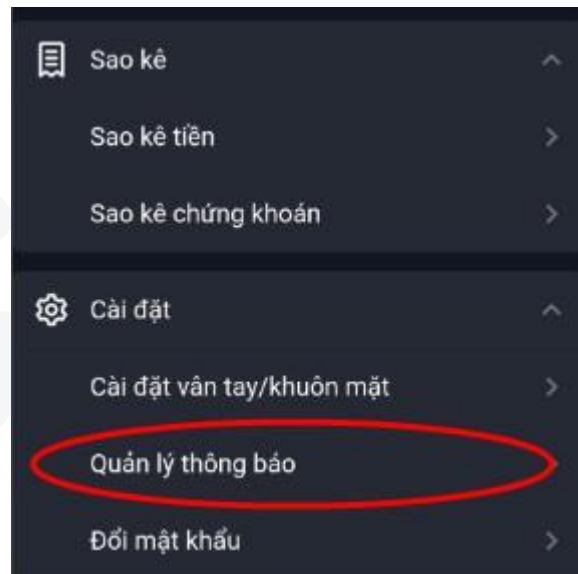 Sao kê
Sao kê tiền
Sao kê chứng khoán
Cài đặt
Cài đặt vân tay/khuôn mặt
Quản lý thông báo
Đổi mật khẩu